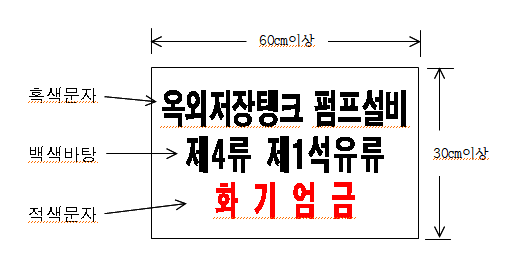 60cm이상
흑색문자
옥외저장탱크 펌프설비
백색바탕
제4류 제1석유류
30cm이상
적색문자
화 기 엄 금